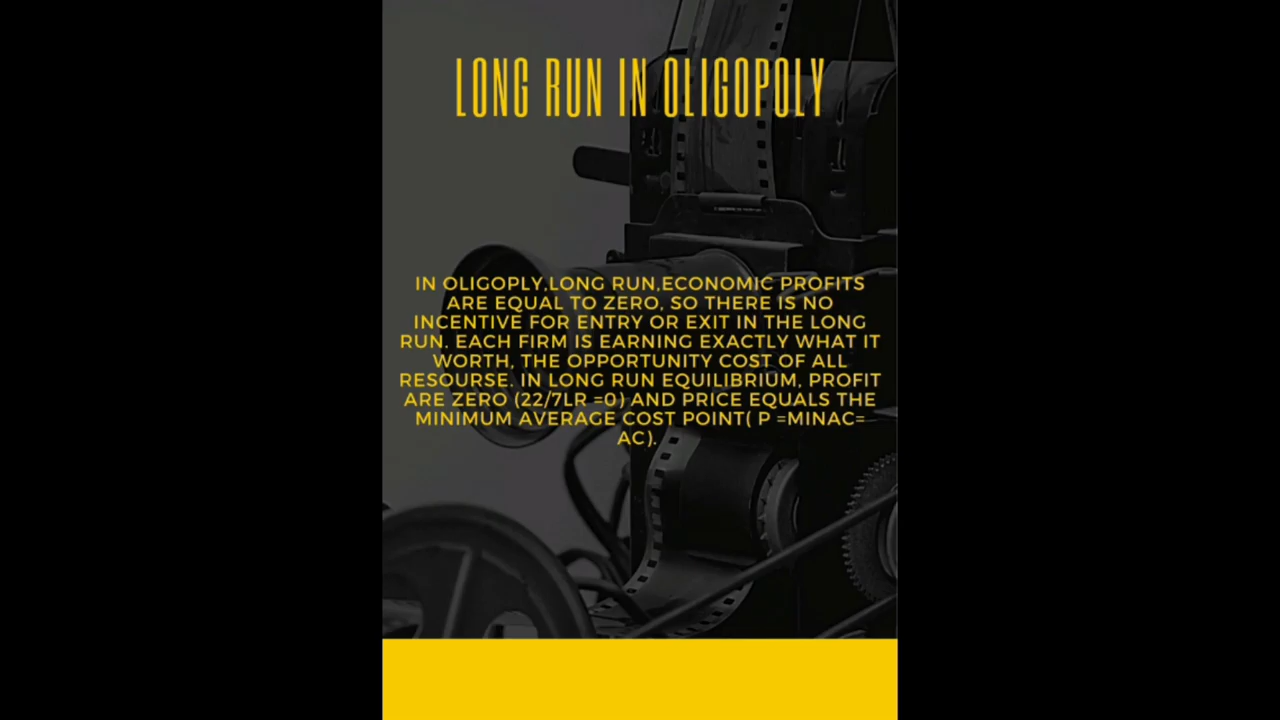 LONG RUN IN OLIGOPOLY
IN OLIGOPLY,LONG RUN,ECONOMIC PROFITS
ARE EQUAL TO ZERO, SO THERE IS NO
INCENTIVE FOR ENTRY OR EXIT IN THE LONG
RUN. EACH FIRM IS EARNING EXACTLY WHAT IT
WORTH, THE OPPORTUNITY COST OF ALL
RESOURSE. IN LONG RUN EQUILIBRIUM, PROFIT
ARE ZERO (22/7LR =0) AND PRICE EQUALS THE
MINIMUM AVERAGE COST POINT( P =MINAC=
AC).